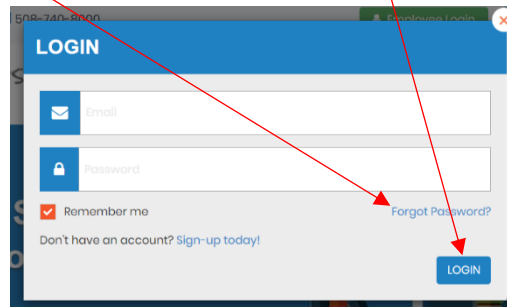 508-740-8000
Employee Login
LOGIN
Email
Password
Remember me
Forgot Password?
Don't have an account? Sign-up today!
LOGIN